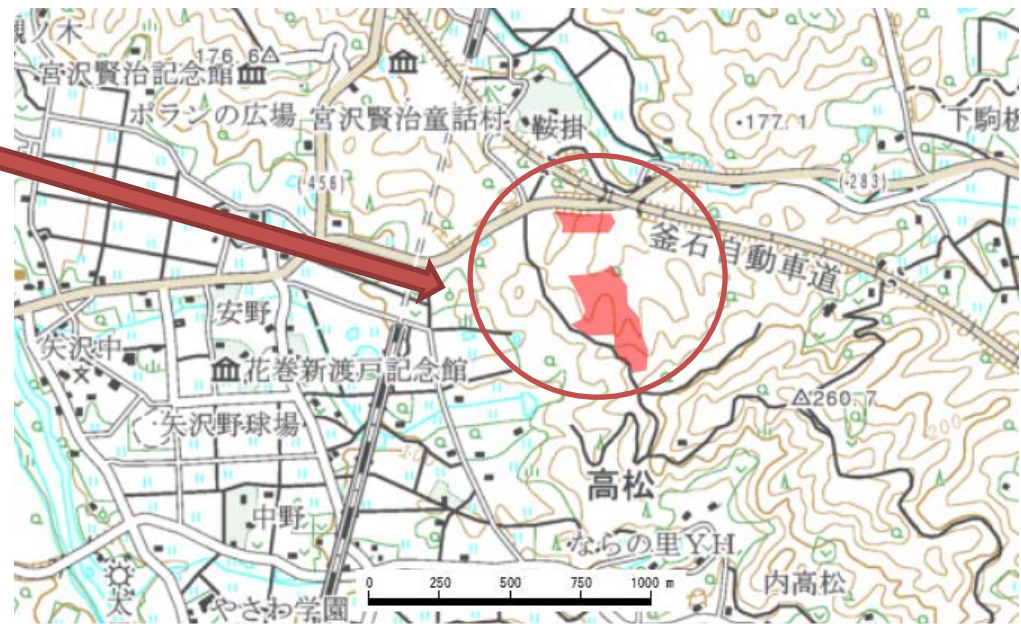 ノ木
176.6
宮沢賢治記念館
ポランの広場
宮沢賢治童話村
鞍掛
・177.1
下駒板
(456)
(283)
釜石自動車道
安野
矢沢中
文
花巻新渡戸記念館
260.7
矢沢野球場
200
高松
中野
ならの里YH
内高松
0 250 500 750 1000 m
太
やさわ学園